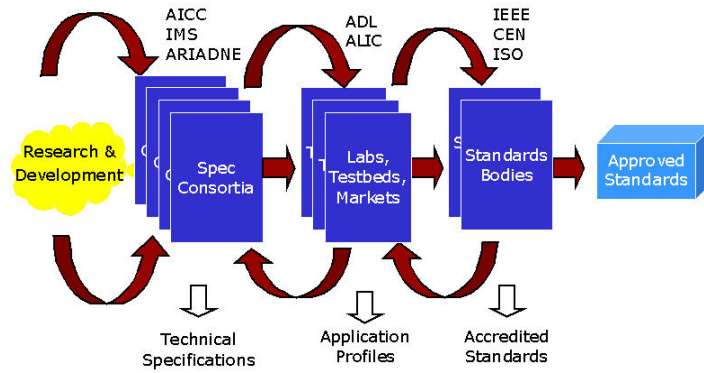 AICC
IMS
ARIADNE
ADL
ALIC
IEEE
CEN
ISO
Research &
Development
Spec
Consortia
Labs,
Testbeds,
Markets
Standards
Bodies
Approved
Standards
Technical
Specifications
Application
Profiles
Accredited
Standards